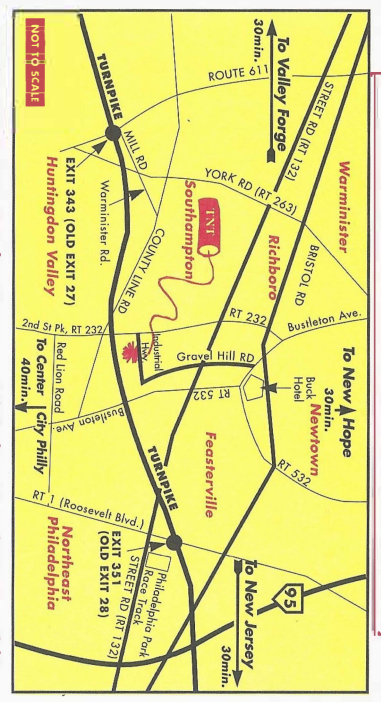 NOT TO SCALE
To Valley Forge
30min.
ROUTE 611
STREET RD (RT 132)
Warminister
TURNPIKE
MILL RD
EXIT 343 (OLD EXIT 27)
Huntingdon Valley
Warminister Rd.
COUNTY LINE RD
YORK RD (RT 263)
TNT
Southampton
Richboro
BRISTOL RD
Bustleton Ave.
RT 232
2nd St Pk, RT 232
Industrial
Hwy
Gravel Hill RD
Buck
Hotel
To New Hope
30min.
Newtown
RT 532
RT 532
Red Lion Road
To Center City Philly
40min.
Bustleton Ave.
Feasterville
TURNPIKE
RT 1 (Roosevelt Blvd.)
Northeast
Philadelphia
EXIT 351
(OLD EXIT 28)
Philadelphia Park
Race Track
STREET RD (RT 132)
To New Jersey
30min.
95